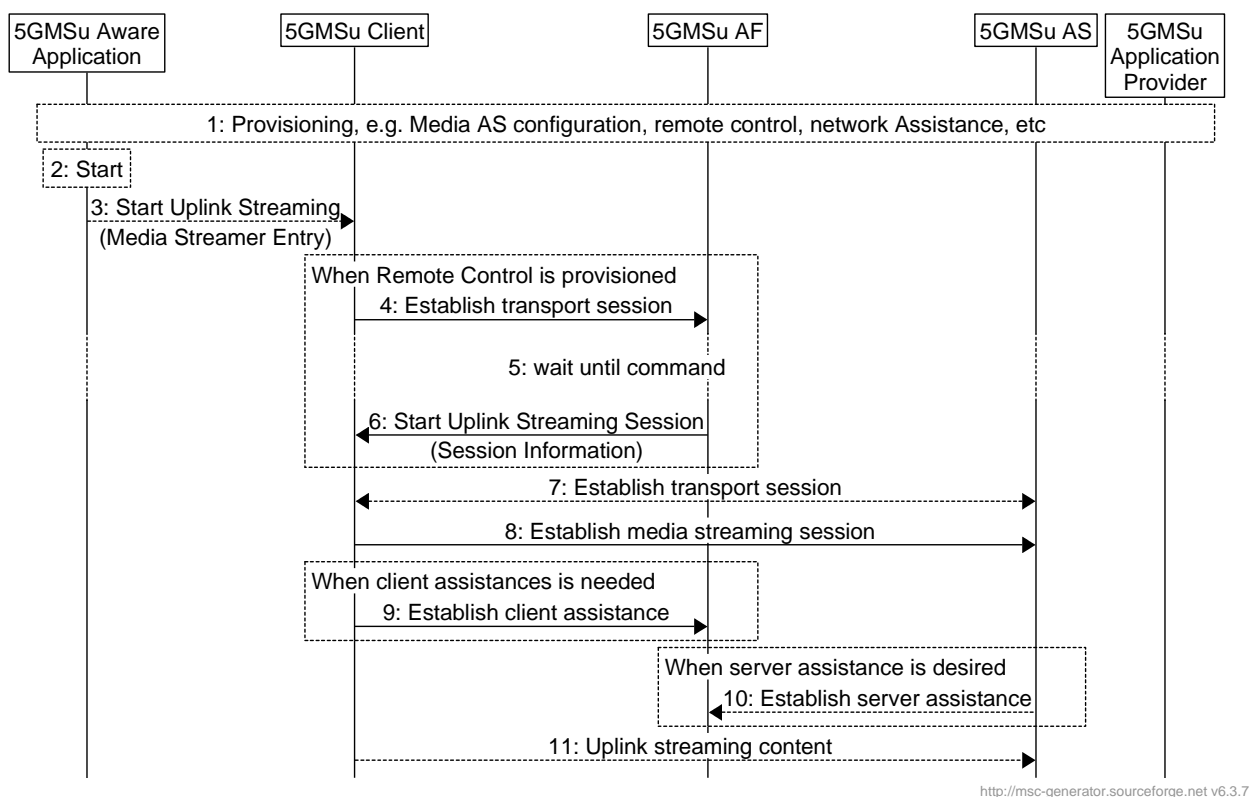 5GMSu Aware
Application
5GMSu Client
5GMSu AF
5GMSu AS
5GMSu
Application
Provider
1: Provisioning, e.g. Media AS configuration, remote control, network Assistance, etc
2: Start
3: Start Uplink Streaming
(Media Streamer Entry)
When Remote Control is provisioned
4: Establish transport session
5: wait until command
6: Start Uplink Streaming Session
(Session Information)
7: Establish transport session
8: Establish media streaming session
When client assistances is needed
9: Establish client assistance
When server assistance is desired
10: Establish server assistance
11: Uplink streaming content
http://msc-generator.sourceforge.net v6.3.7